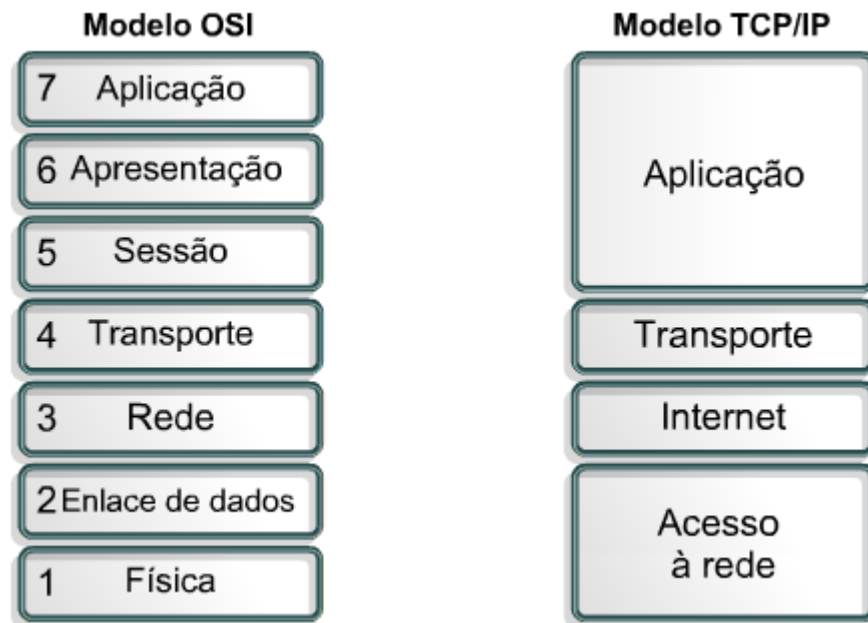 Modelo OSI
7 Aplicação
6 Apresentação
5 Sessão
4 Transporte
3 Rede
2 Enlace de dados
1 Física
Modelo TCP/IP
Aplicação
Transporte
Internet
Acesso
à rede